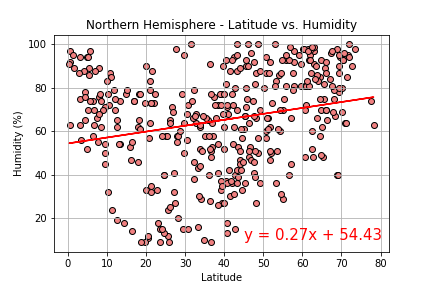 Northern Hemisphere - Latitude vs. Humidity
100
80
60
40
20
Humidity (%)
y = 0.27x + 54.43
0 10 20 30 40 50 60 70 80
Latitude